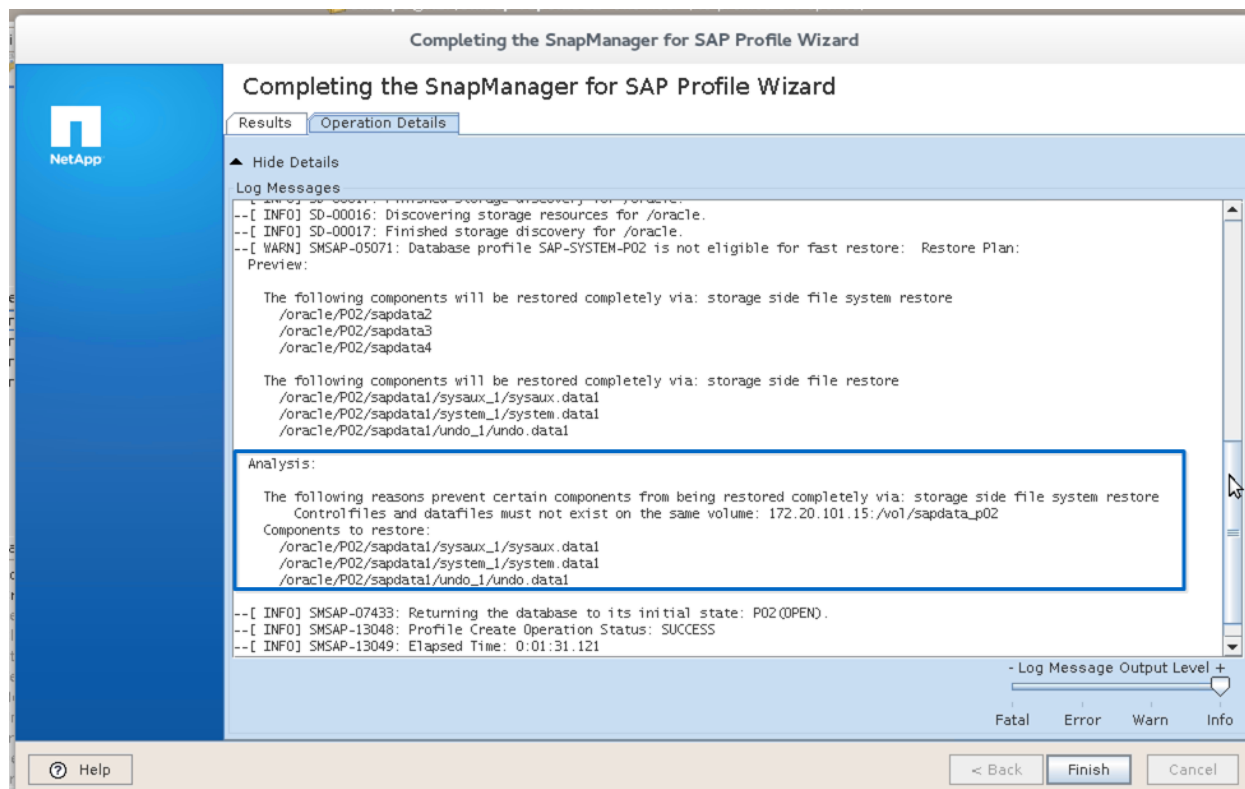 Completing the SnapManager for SAP Profile Wizard
Completing the SnapManager for SAP Profile Wizard
NetApp
Results
Operation Details
Hide Details
Log Messages
--[ INFO] SD-00017: Finished storage discovery for /oracle.
--[ INFO] SD-00016: Discovering storage resources for /oracle.
--[ INFO] SD-00017: Finished storage discovery for /oracle.
--[ WARN] SMSAP-05071: Database profile SAP-SYSTEM-P02 is not eligible for fast restore:  Restore Plan:
Preview:
The following components will be restored completely via: storage side file system restore
/oracle/P02/sapdata2
/oracle/P02/sapdata3
/oracle/P02/sapdata4
The following components will be restored completely via: storage side file restore
/oracle/P02/sapdata1/sysaux_1/sysaux.data1
/oracle/P02/sapdata1/system_1/system.data1
/oracle/P02/sapdata1/undo_1/undo.data1
Analysis:
The following reasons prevent certain components from being restored completely via: storage side file system restore
Controlfiles and datafiles must not exist on the same volume: 172.20.101.15:/vol/sapdata_p02
Components to restore:
/oracle/P02/sapdata1/sysaux_1/sysaux.data1
/oracle/P02/sapdata1/system_1/system.data1
/oracle/P02/sapdata1/undo_1/undo.data1
--[ INFO] SMSAP-07433: Returning the database to its initial state: P02(OPEN).
--[ INFO] SMSAP-13048: Profile Create Operation Status: SUCCESS
--[ INFO] SMSAP-13049: Elapsed Time: 0:01:31.121
- Log Message Output Level +
Fatal Error Warn Info
Help
< Back
Finish
Cancel